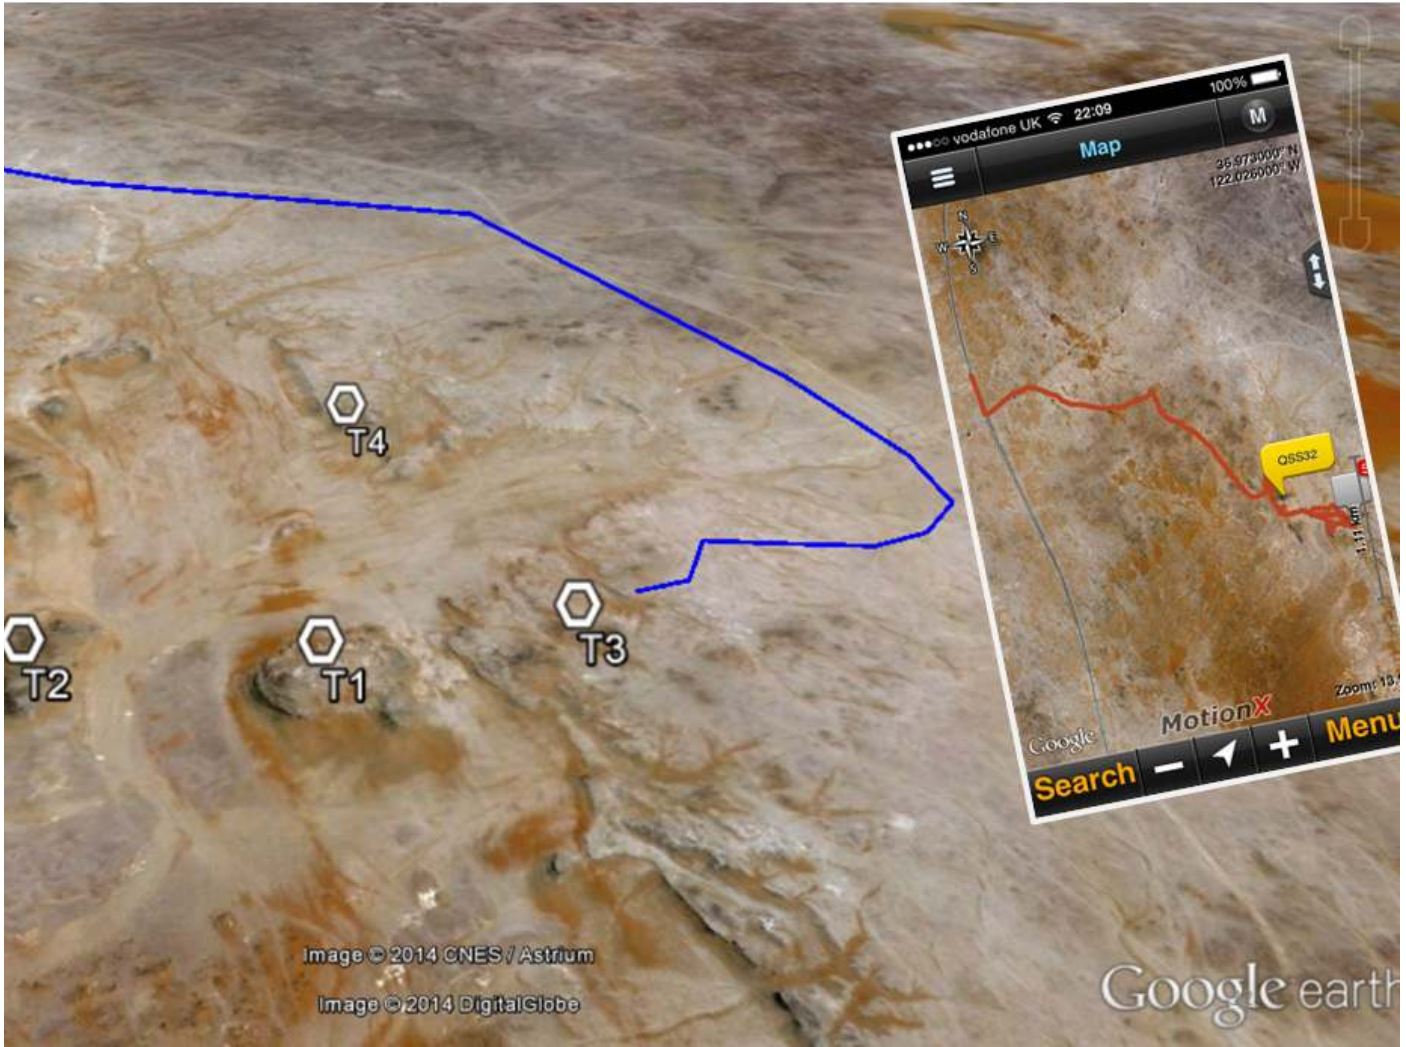 100%
vodafone UK 22:09
M
Map
36.973000° N
122.026000° W
N
W E
S
QSS32
1.11 km
Zoom: 13.
MotionX
Google
Search
Menu
T4
T3
T2
T1
Image © 2014 CNES / Astrium
Image © 2014 DigitalGlobe
Google earth